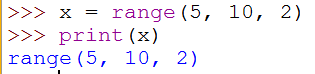 >>> x = range(5, 10, 2)
>>> print(x)
range(5, 10, 2)